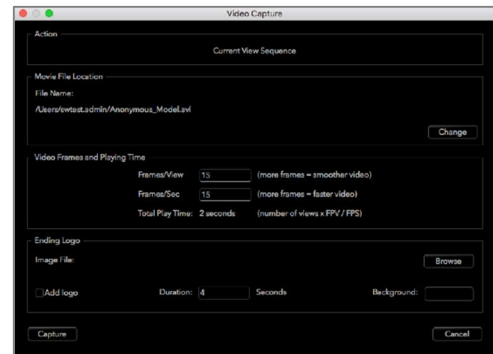 Video Capture
Action
Current View Sequence
Movie File Location
File Name:
/Users/ewtest.admin/Anonymous_Model.avi
Change
Video Frames and Playing Time
Frames/View 15 (more frames = smoother video)
Frames/Sec 15 (more frames = faster video)
Total Play Time: 2 seconds (number of views x FPV / FPS)
Ending Logo
Image File:
Browse
Add logo Duration: 4 Seconds Background:
Capture Cancel